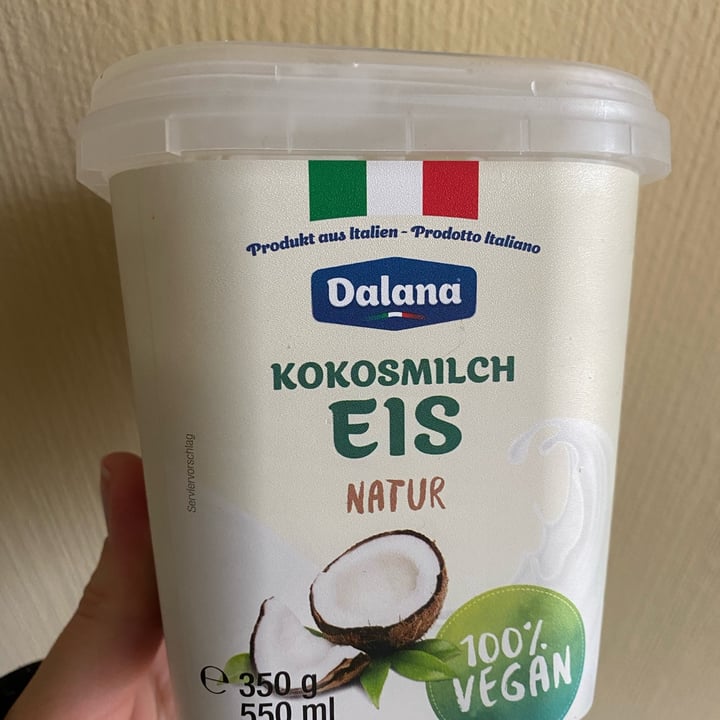 Produkt aus Italien – Prodotto Italiano
Dalana
KOKOSMILCH
EIS
NATUR
Serviervorschlag
100%
VEGAN
℮ 350 g
550 ml